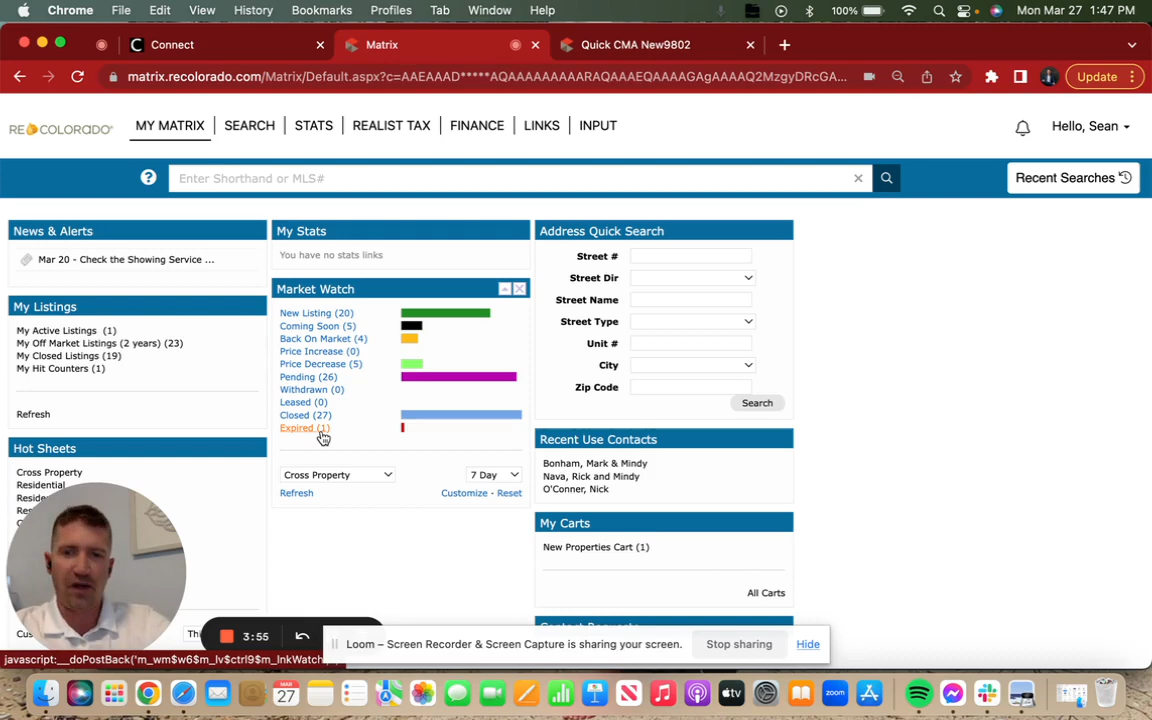 Chrome File Edit View History Bookmarks Profiles Tab Window Help 100% Mon Mar 27 1:47 PM
C Connect Matrix Quick CMA New9802
matrix.recolorado.com/Matrix/Default.aspx?c=AAEAAAD*****AQAAAAAAAAARAQAAAEQAAAAGAgAAAAQ2MzgyDRcGA... Update
RECOLORADO MY MATRIX SEARCH STATS REALIST TAX FINANCE LINKS INPUT Hello, Sean
? Enter Shorthand or MLS# Recent Searches
News & Alerts
Mar 20 - Check the Showing Service ...
My Listings
My Active Listings (1)
My Off Market Listings (2 years) (23)
My Closed Listings (19)
My Hit Counters (1)
Refresh
Hot Sheets
Cross Property
Residential
Reside
Re
Cus
Th
My Stats
You have no stats links
Market Watch
New Listing (20)
Coming Soon (5)
Back On Market (4)
Price Increase (0)
Price Decrease (5)
Pending (26)
Withdrawn (0)
Leased (0)
Closed (27)
Expired (1)
Cross Property 7 Day
Refresh Customize - Reset
Address Quick Search
Street #
Street Dir
Street Name
Street Type
Unit #
City
Zip Code
Search
Recent Use Contacts
Bonham, Mark & Mindy
Nava, Rick and Mindy
O'Conner, Nick
My Carts
New Properties Cart (1)
All Carts
3:55
Loom – Screen Recorder & Screen Capture is sharing your screen. Stop sharing Hide
javascript:__doPostBack('m_wm$w6$m_lv$ctrl9$m_lnkWatch
MAR
27
zoom
tv